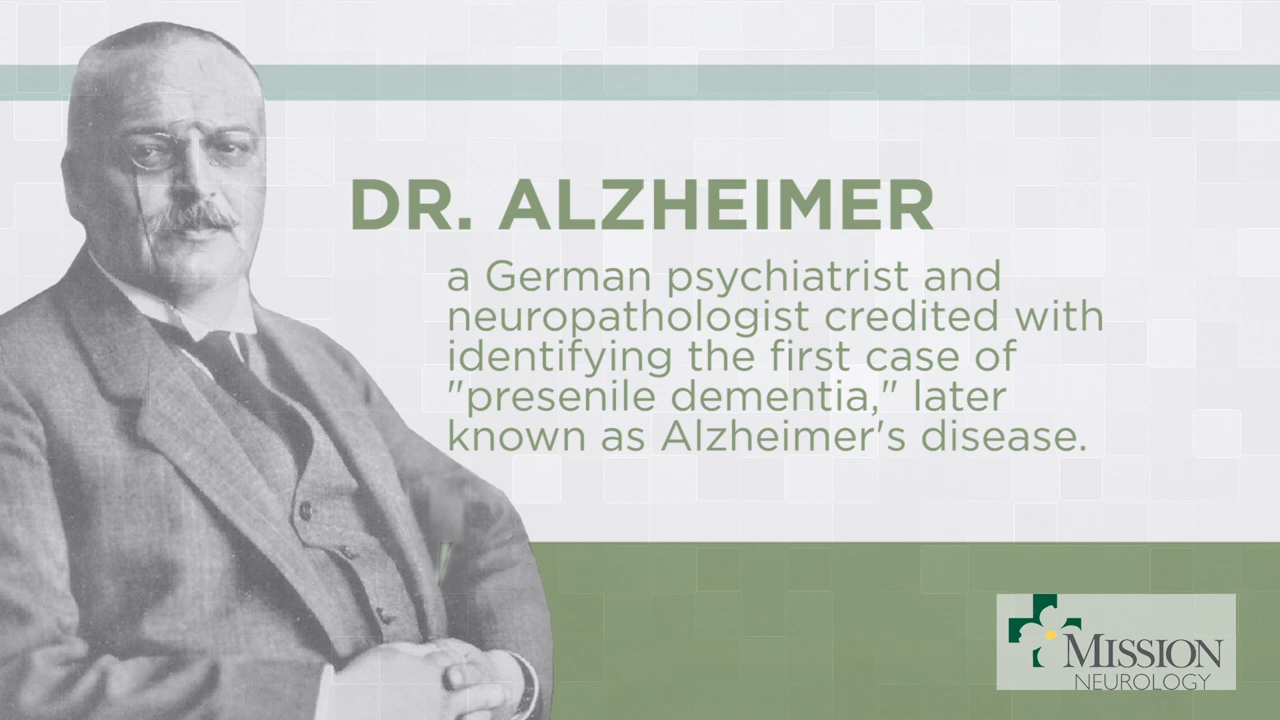 DR. ALZHEIMER
a German psychiatrist and
neuropathologist credited with
identifying the first case of
"presenile dementia," later
known as Alzheimer's disease.
MISSION
NEUROLOGY